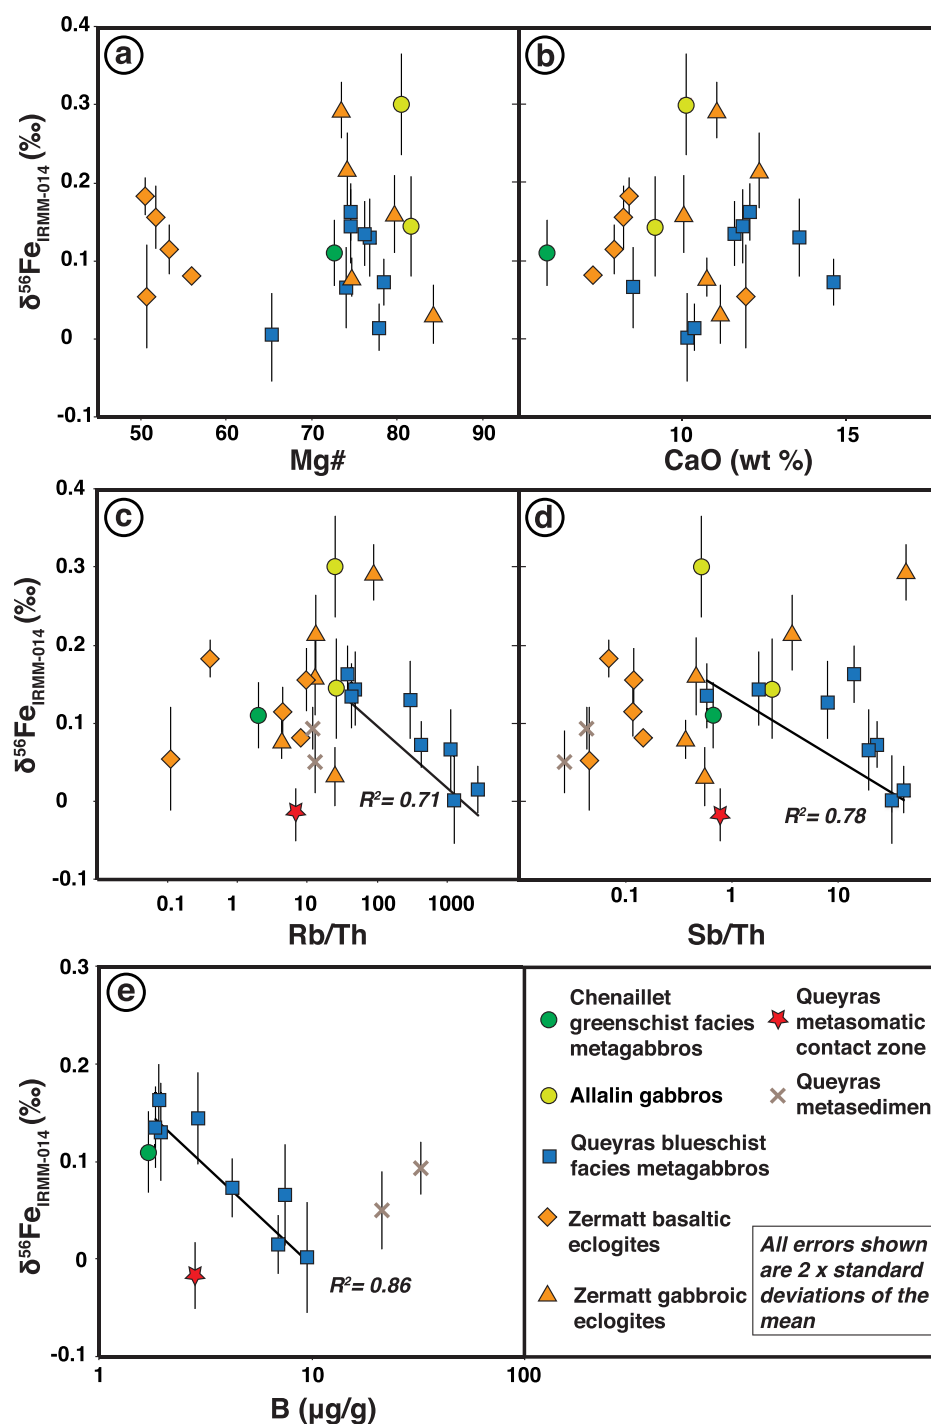 a
b
0.4
0.3
0.2
0.1
0
-0.1
δ56FeIRMM-014 (‰)
50 60 70 80 90
10 15
Mg#
CaO (wt %)
c
d
0.4
0.3
0.2
0.1
0
-0.1
δ56FeIRMM-014 (‰)
R2= 0.71
R2= 0.78
0.1 1 10 100 1000
0.1 1 10
Rb/Th
Sb/Th
e
0.3
0.2
0.1
0
-0.1
δ56FeIRMM-014 (‰)
R2= 0.86
1 10 100
B (µg/g)
Chenaillet
greenschist facies
metagabbros
Allalin gabbros
Queyras blueschist
facies metagabbros
Zermatt basaltic
eclogites
Zermatt gabbroic
eclogites
Queyras
metasomatic
contact zone
Queyras
metasedimen
All errors shown
are 2 x standard
deviations of the
mean